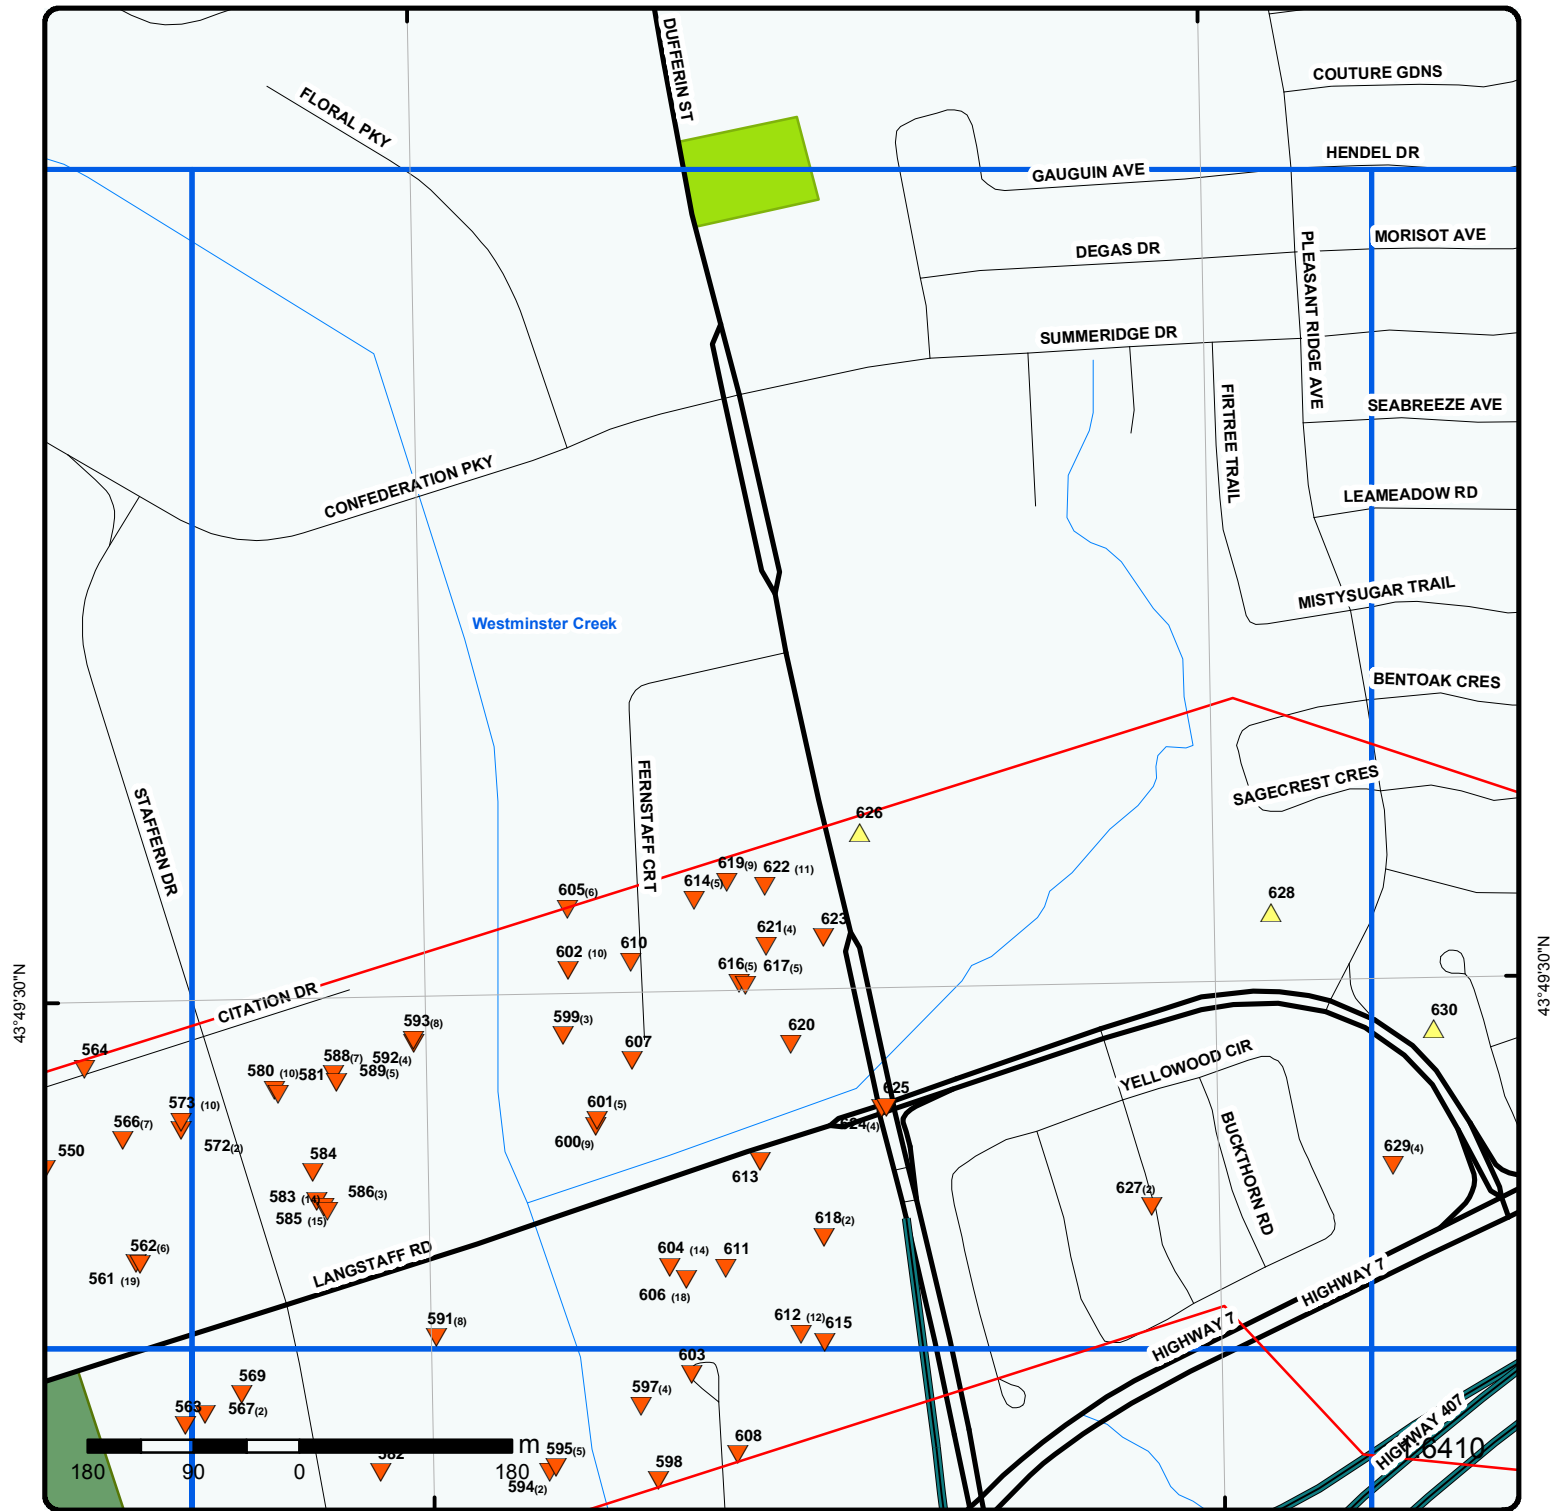 DUFFERIN ST
COUTURE GDNS
FLORAL PKY
HENDEL DR
GAUGUIN AVE
MORISOT AVE
DEGAS DR
PLEASANT RIDGE AVE
SUMMERIDGE DR
FIRTREE TRAIL
SEABREEZE AVE
CONFEDERATION PKY
LEAMEADOW RD
MISTYSUGAR TRAIL
Westminster Creek
BENTOAK CRES
SAGECREST CRES
STAFFERN DR
FERNSTAFF CRT
626
619(9)
622 (11)
614(5)
605(6)
628
623
621(4)
610
602 (10)
616(5)
617(5)
43°49'30"N
43°49'30"N
CITATION DR
630
593(8)
599(3)
620
592(4)
607
564
588(7)
589(5)
580 (10)
581
YELLOWOOD CIR
625
624(4)
573 (10)
601(5)
566(7)
600(9)
572(2)
BUCKTHORN RD
550
584
613
629(4)
586(3)
583 (14)
627(2)
585 (15)
618(2)
562(6)
561 (19)
LANGSTAFF RD
604 (14)
611
606 (18)
HIGHWAY 7
591(8)
612 (12)
615
HIGHWAY 7
603
569
597(4)
563
567(2)
HIGHWAY 407
582
595(5)
608
594(2)
598
m
180 90 0 180